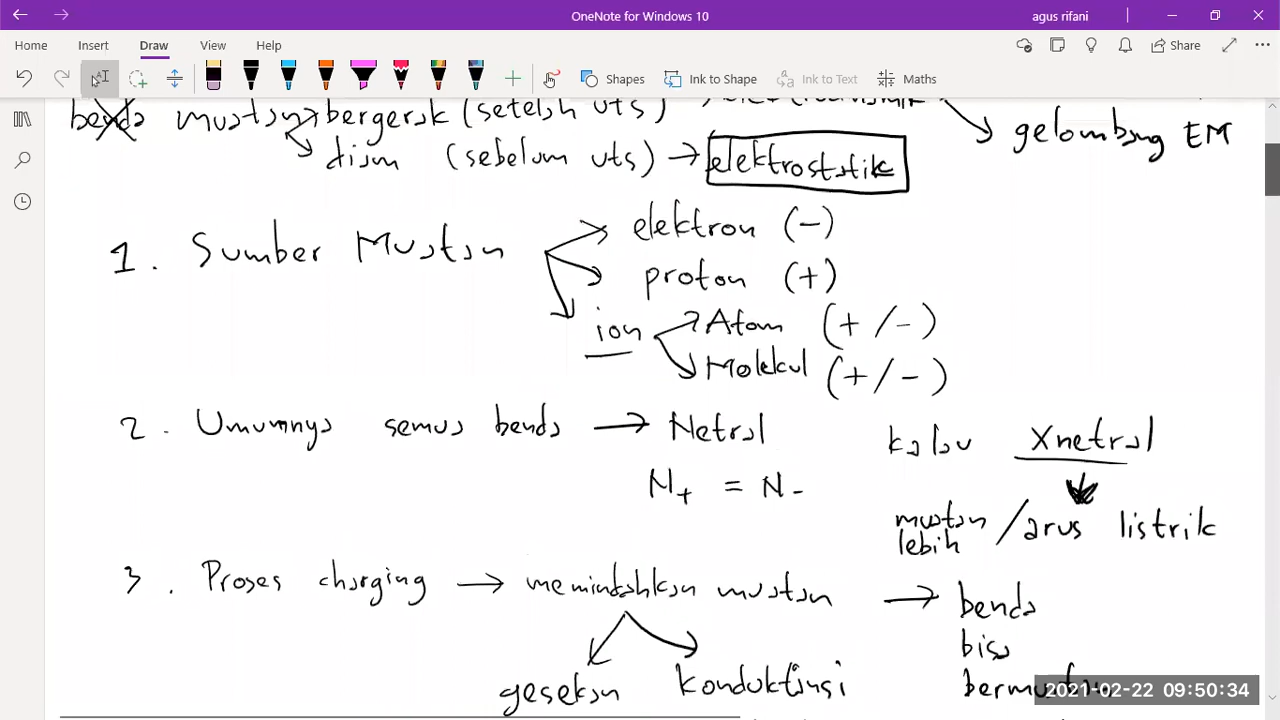 OneNote for Windows 10
agus rifani
Home Insert Draw View Help
Share
Shapes Ink to Shape Ink to Text Maths
benda muatan bergerak (setelah uts)
diam (sebelum uts) → elektrostatik
gelombang EM
1. Sumber Muatan
elektron (-)
proton (+)
ion
Atom (+/-)
Molekul (+/-)
2. Umumnya semua benda → Netral
N+ = N-
kalau Xnetral
muatan lebih / arus listrik
3. Proses charging → memindahkan muatan → benda
bisa
gesekan
bermuatan
2021-02-22 09:50:34